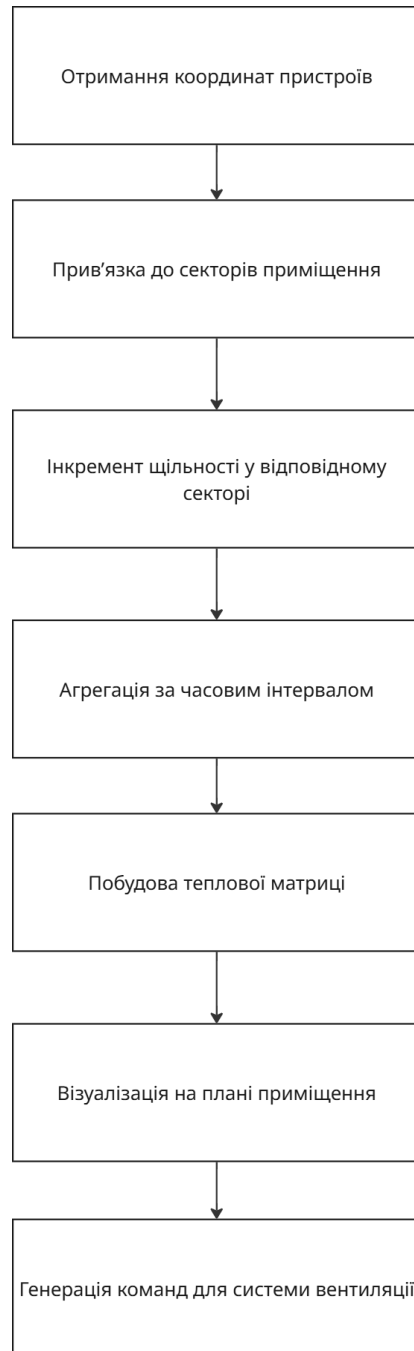 Отримання координат пристроїв
Прив’язка до секторів приміщення
Інкремент щільності у відповідному
секторі
Агрегація за часовим інтервалом
Побудова теплової матриці
Візуалізація на плані приміщення
Генерація команд для системи вентиляції